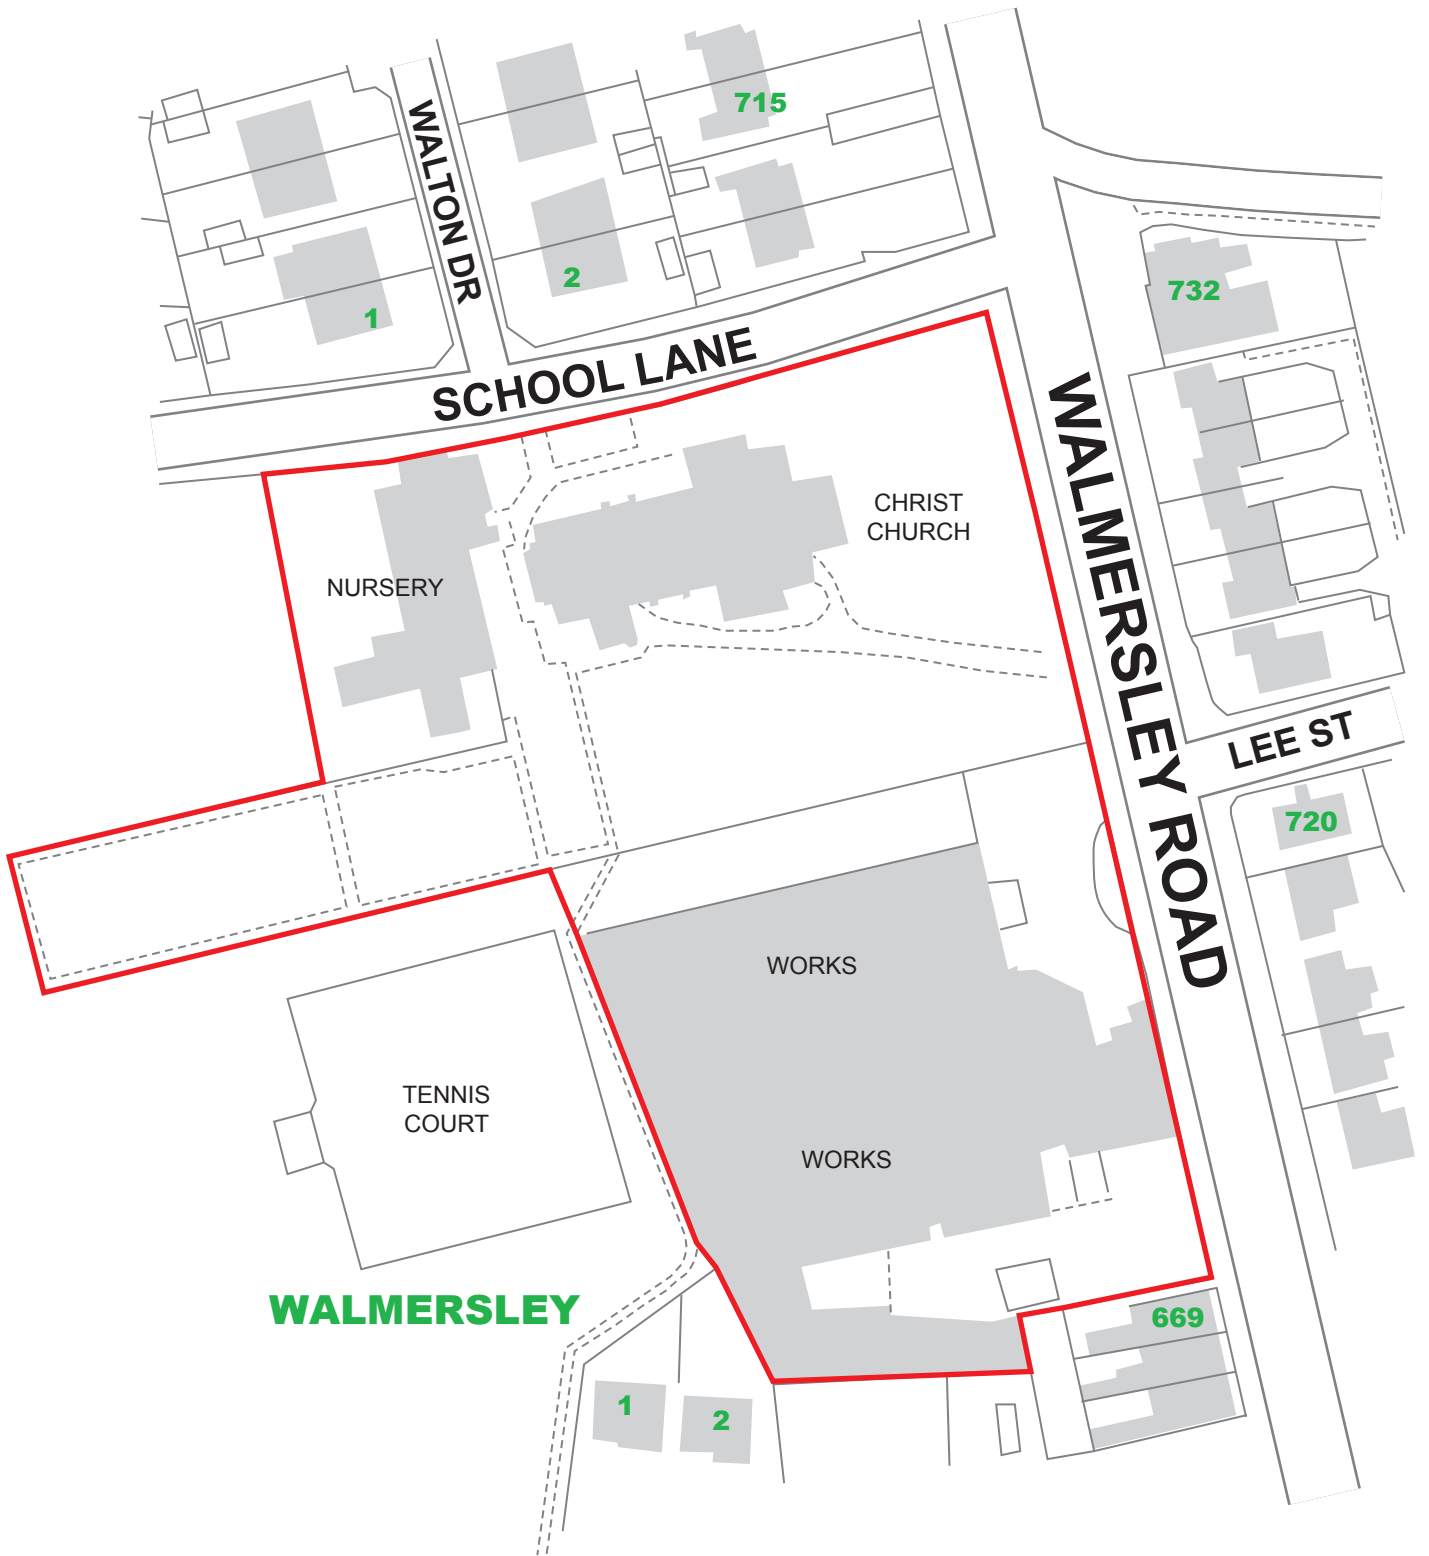 715
WALTON DR
2
732
1
SCHOOL LANE
CHRIST
CHURCH
NURSERY
WALMERSLEY ROAD
LEE ST
720
WORKS
TENNIS
COURT
WORKS
WALMERSLEY
669
1
2